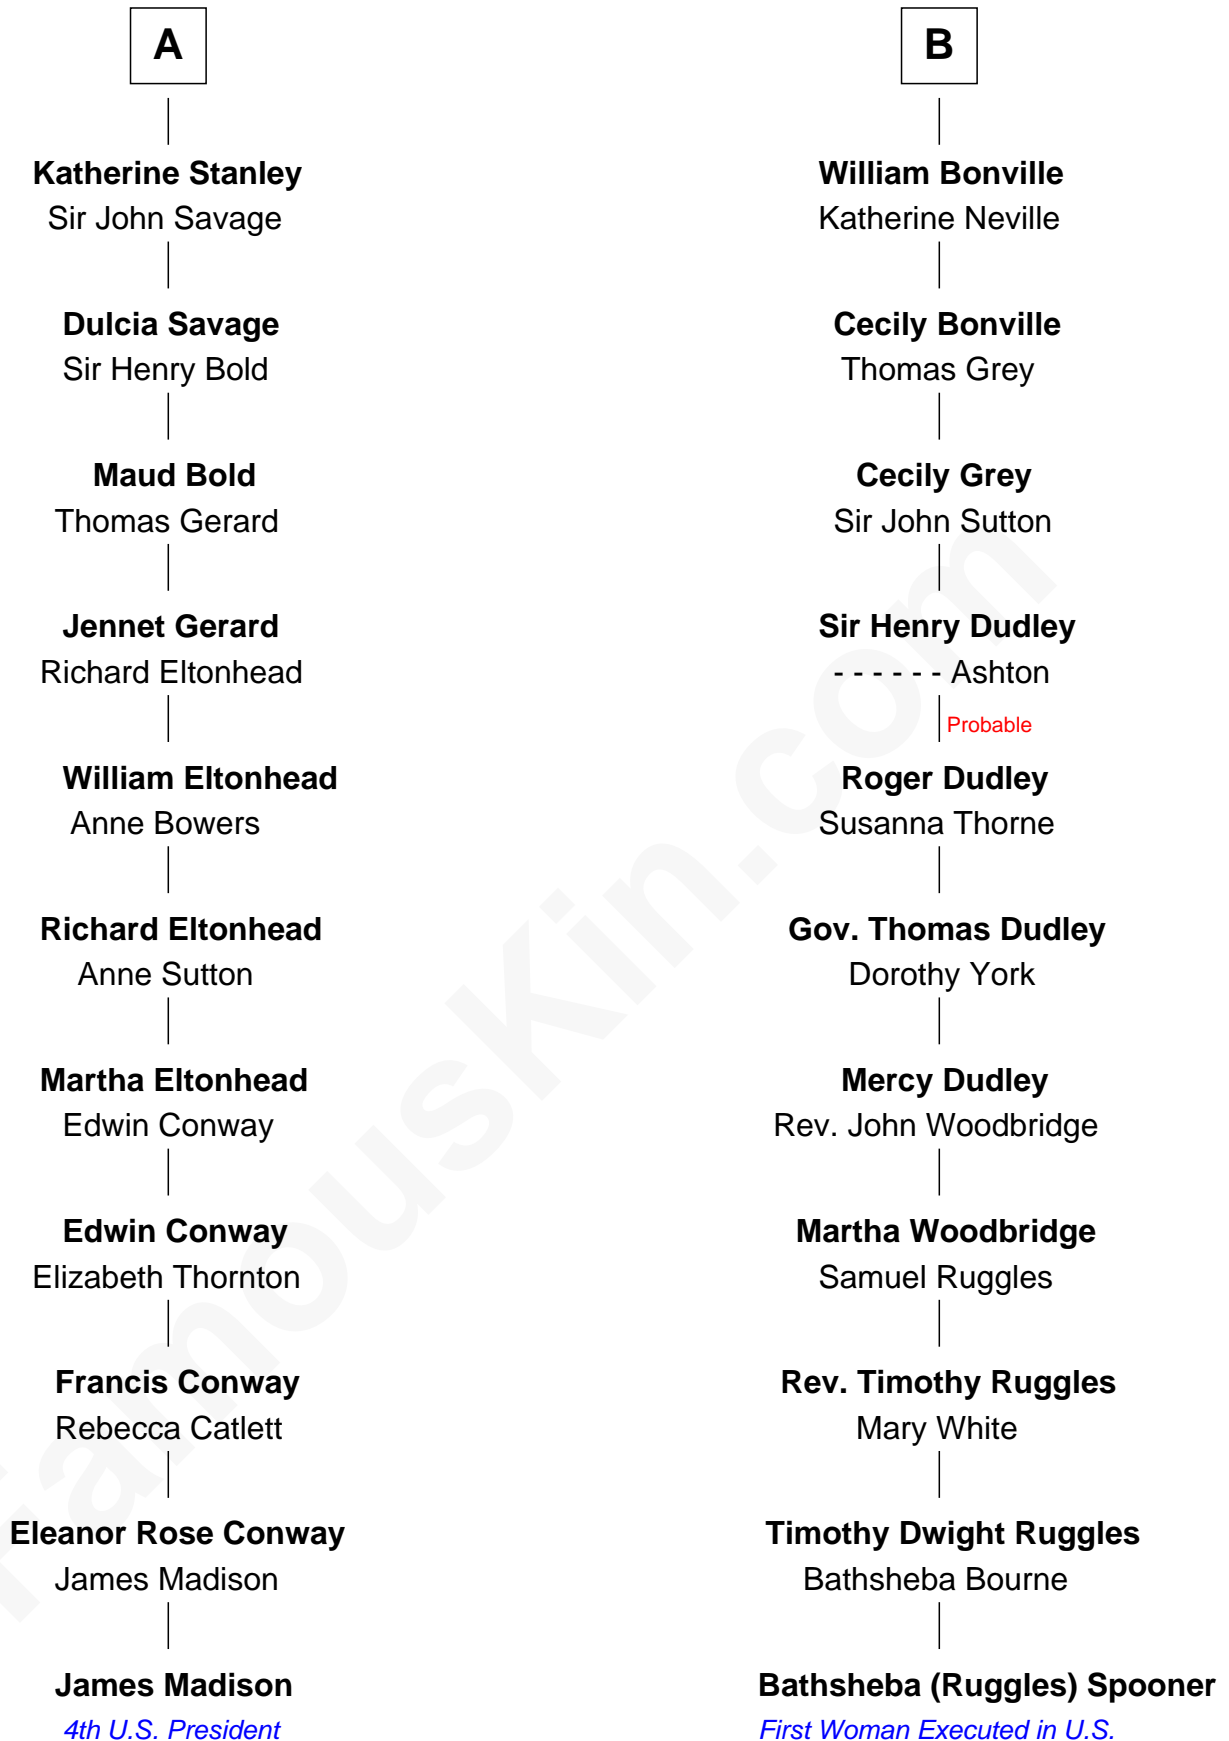 A
Katherine Stanley
Sir John Savage
Dulcia Savage
Sir Henry Bold
Maud Bold
Thomas Gerard
Jennet Gerard
Richard Eltonhead
William Eltonhead
Anne Bowers
Richard Eltonhead
Anne Sutton
Martha Eltonhead
Edwin Conway
Edwin Conway
Elizabeth Thornton
Francis Conway
Rebecca Catlett
Eleanor Rose Conway
James Madison
James Madison
4th U.S. President
B
William Bonville
Katherine Neville
Cecily Bonville
Thomas Grey
Cecily Grey
Sir John Sutton
Sir Henry Dudley
- - - - - - Ashton
Probable
Roger Dudley
Susanna Thorne
Gov. Thomas Dudley
Dorothy York
Mercy Dudley
Rev. John Woodbridge
Martha Woodbridge
Samuel Ruggles
Rev. Timothy Ruggles
Mary White
Timothy Dwight Ruggles
Bathsheba Bourne
Bathsheba (Ruggles) Spooner
First Woman Executed in U.S.
FamousKin.com